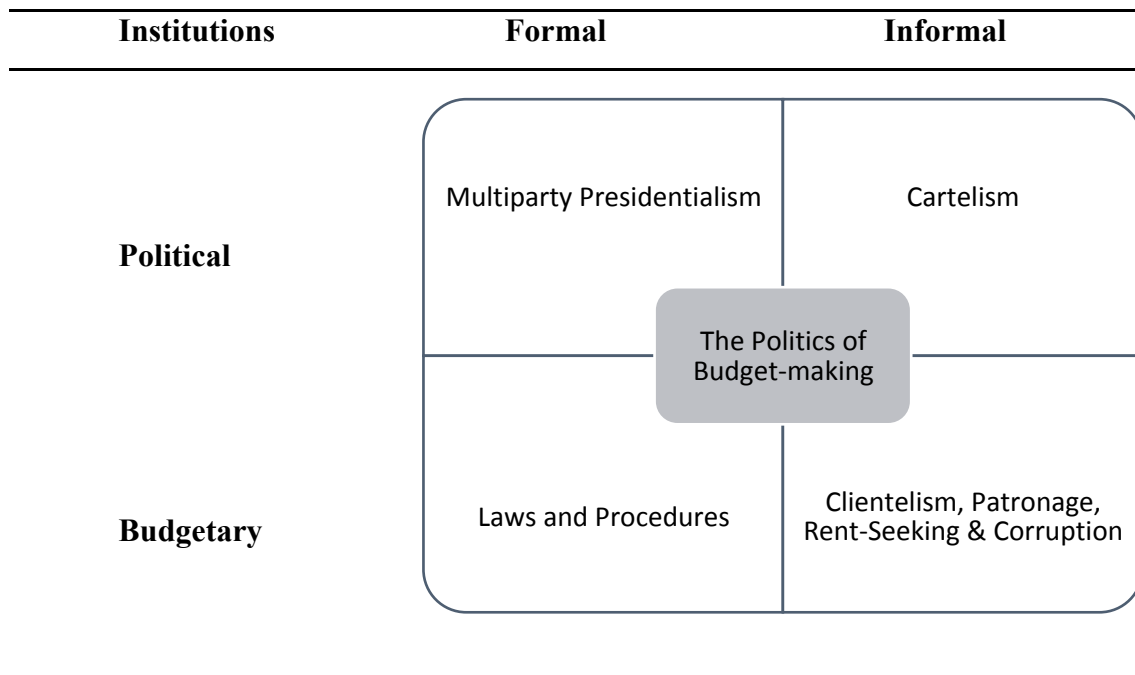 Institutions Formal Informal
Multiparty Presidentialism Cartelism
Political
The Politics of
Budget-making
Laws and Procedures
Clientelism, Patronage,
Rent-Seeking & Corruption
Budgetary